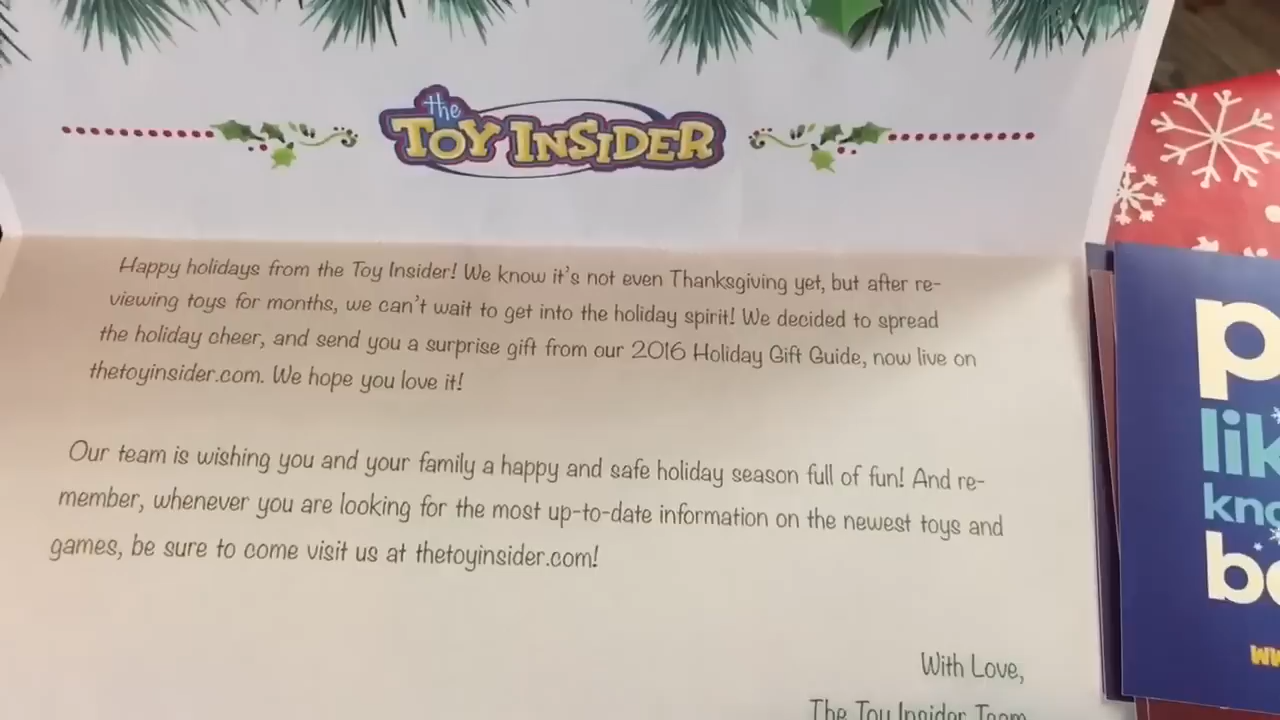 the
TOY INSIDER
Happy holidays from the Toy Insider! We know it's not even Thanksgiving yet, but after re-
viewing toys for months, we can't wait to get into the holiday spirit! We decided to spread
the holiday cheer, and send you a surprise gift from our 2016 Holiday Gift Guide, now live on
thetoyinsider.com. We hope you love it!
Our team is wishing you and your family a happy and safe holiday season full of fun! And re-
member, whenever you are looking for the most up-to-date information on the newest toys and
games, be sure to come visit us at thetoyinsider.com!
With Love,
The Toy Insider Team